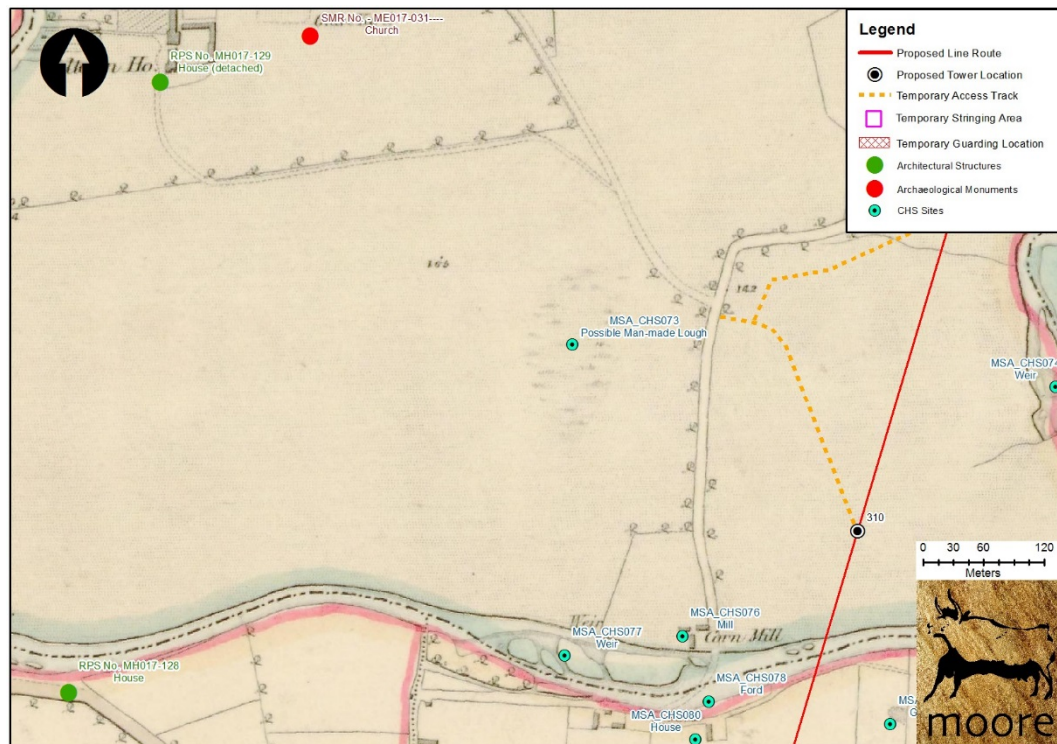 SMR No. - ME017-031----
Church
RPS No. MH017-129
House (detached)
Ho.
Legend
Proposed Line Route
Proposed Tower Location
Temporary Access Track
Temporary Stringing Area
Temporary Guarding Location
Architectural Structures
Archaeological Monuments
CHS Sites
165
142
MSA_CHS073
Possible Man-made Lough
MSA_CHS074
Weir
310
0 30 60 120
Meters
MSA_CHS076
Mill
Weir
Corn Mill
MSA_CHS077
Weir
RPS No. MH017-128
House
MSA_CHS078
Ford
MSA_CHS080
House
moore